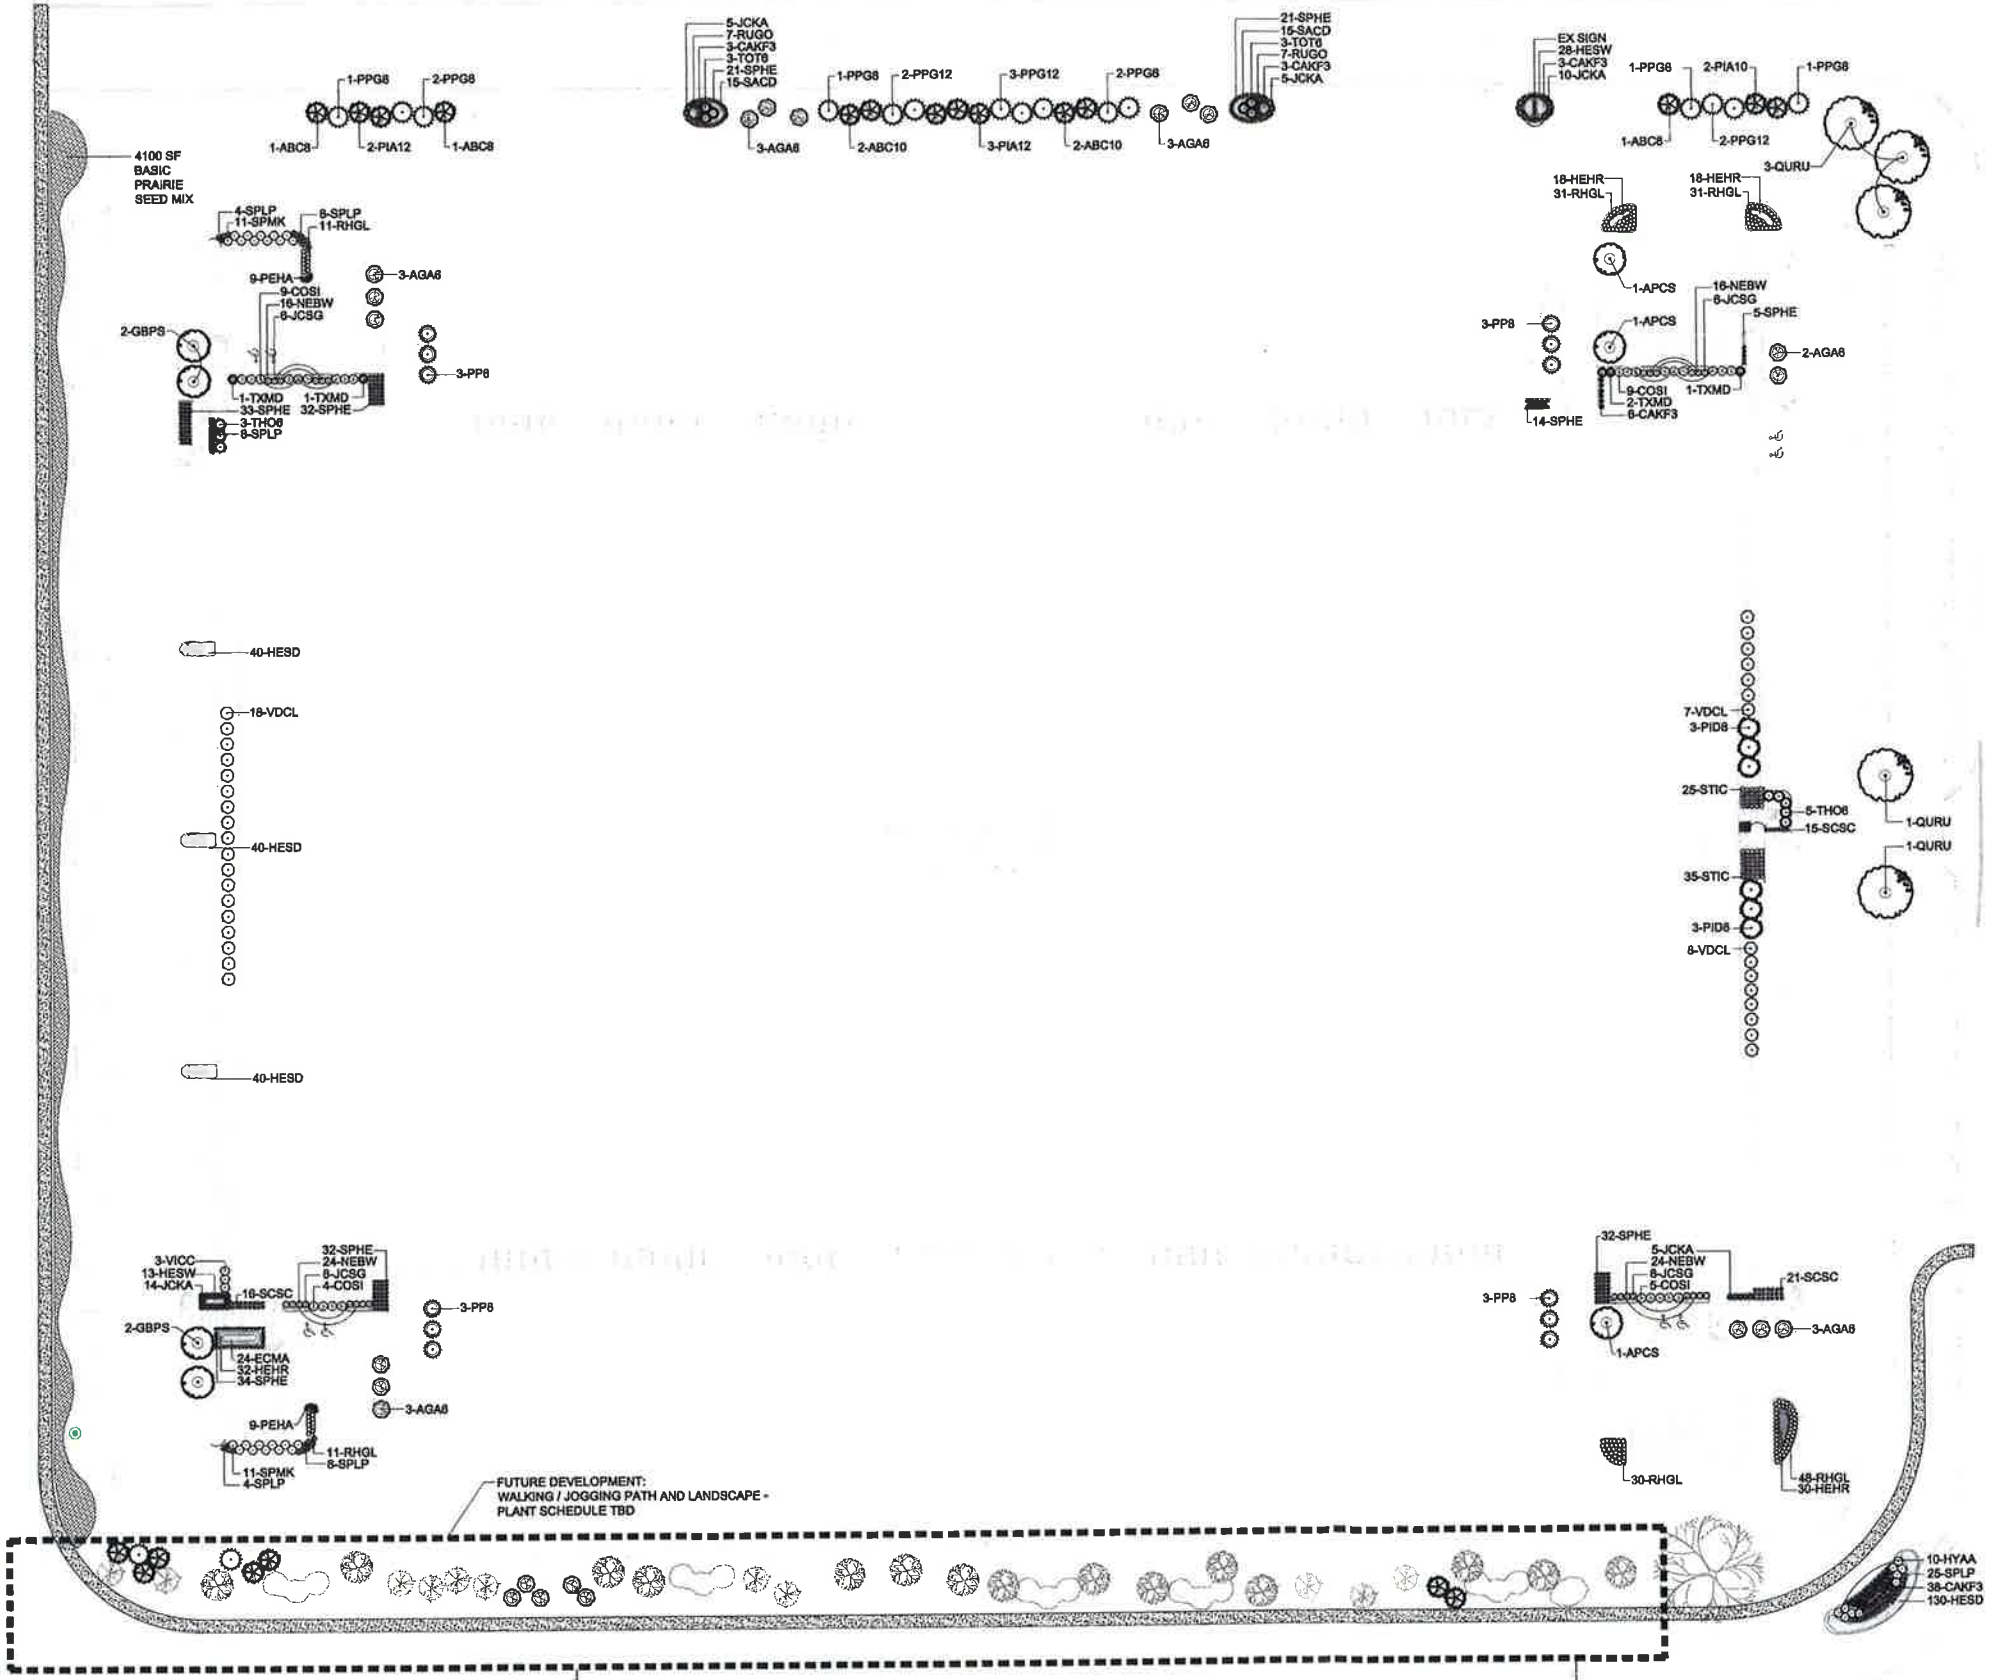 5-JCKA
7-RUGO
3-CAKF3
3-TOT6
21-SPHE
15-SACD
21-SPHE
15-SACD
3-TOT6
7-RUGO
3-CAKF3
5-JCKA
EX SIGN
28-HESW
3-CAKF3
10-JCKA
1-PPG8
2-PPG8
1-PPG8
2-PPG12
3-PPG12
2-PPG8
1-PPG8
2-PIA10
1-PPG8
1-ABC8
2-PIA12
1-ABC8
3-AGA6
2-ABC10
3-PIA12
2-ABC10
3-AGA6
1-ABC8
2-PPG12
3-QURU
4100 SF
BASIC
PRAIRIE
SEED MIX
18-HEHR
31-RHGL
18-HEHR
31-RHGL
4-SPLP
11-SPMK
8-SPLP
11-RHGL
9-PEHA
3-AGA6
9-COSI
16-NEBW
6-JCSG
2-GBPS
3-PP8
1-TXMD
1-TXMD
33-SPHE
32-SPHE
3-THO6
8-SPLP
1-APCS
16-NEBW
6-JCSG
5-SPHE
3-PP8
1-APCS
2-AGA6
9-COSI
1-TXMD
2-TXMD
6-CAKF3
14-SPHE
40-HESD
18-VDCL
40-HESD
40-HESD
7-VDCL
3-PID8
25-STIC
5-THO6
15-SCSC
1-QURU
1-QURU
35-STIC
3-PID8
8-VDCL
3-VICC
13-HESW
14-JCKA
16-SCSC
32-SPHE
24-NEBW
8-JCSG
4-COSI
3-PP8
2-GBPS
24-ECMA
32-HEHR
34-SPHE
3-AGA6
9-PEHA
11-RHGL
8-SPLP
11-SPMK
4-SPLP
32-SPHE
5-JCKA
24-NEBW
8-JCSG
5-COSI
21-SCSC
3-PP8
3-AGA6
1-APCS
30-RHGL
48-RHGL
30-HEHR
FUTURE DEVELOPMENT:
WALKING / JOGGING PATH AND LANDSCAPE -
PLANT SCHEDULE TBD
10-HYAA
25-SPLP
38-CAKF3
130-HESD